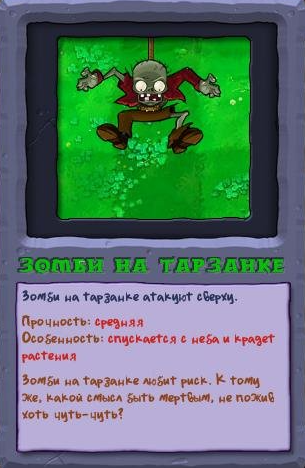 ЗОМБИ НА ТАРЗАНКЕ
Зомби на тарзанке атакуют сверху.
Прочность: средняя
Особенность: спускается с неба и крадет
растения
Зомби на тарзанке любит риск. К тому
же, какой смысл быть мертвым, не пожив
хоть чуть-чуть?